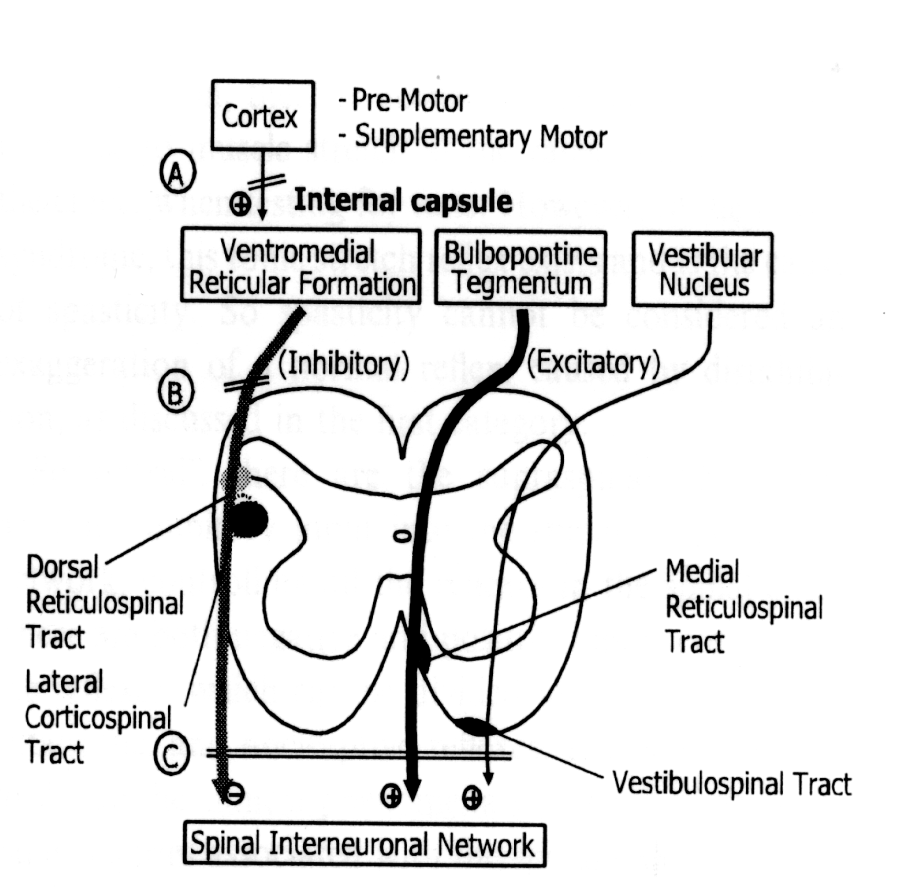 Cortex
- Pre-Motor
- Supplementary Motor
A
Internal capsule
Ventromedial
Reticular Formation
Bulbopontine
Tegmentum
Vestibular
Nucleus
(Inhibitory)
(Excitatory)
B
Dorsal
Reticulospinal
Tract
Medial
Reticulospinal
Tract
Lateral
Corticospinal
Tract
C
Vestibulospinal Tract
Spinal Interneuronal Network